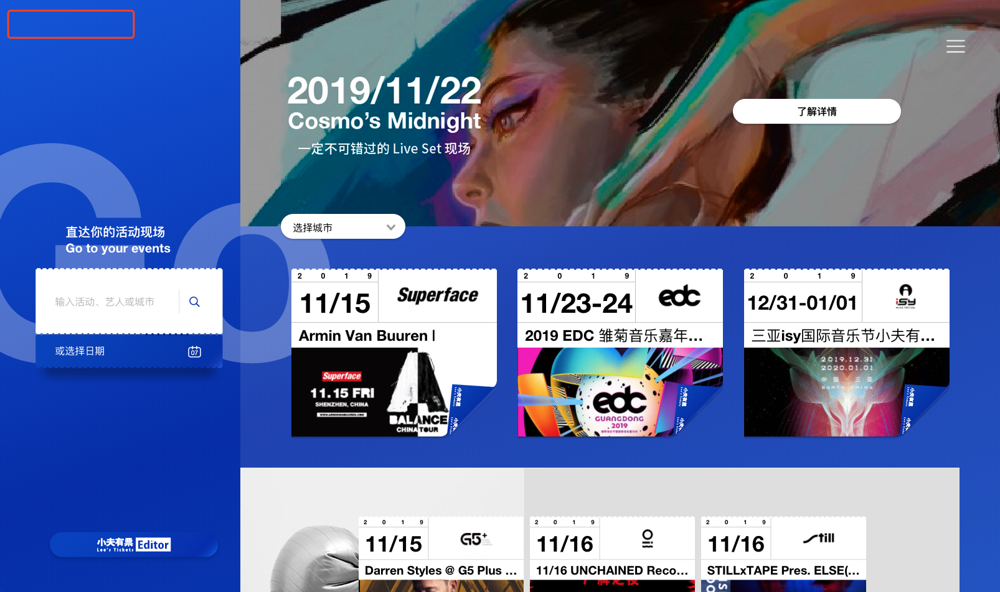 2019/11/22
Cosmo's Midnight
一定不可错过的 Live Set 现场
了解详情
选择城市
直达你的活动现场
Go to your events
输入活动、艺人或城市
或选择日期
07
小夫有票 Editor
Lee's Tickets
2 0 1 9
11/15
Superface
Armin Van Buuren |
Superface
11.15 FRI
SHENZHEN, CHINA
WWW.ARMINVANBUUREN.COM
BALANCE
CHINA TOUR
小夫有票
2 0 1 9
11/23-24
edc
2019 EDC 雏菊音乐嘉年...
edc
GUANGDONG
2019
小夫有票
2 0 1 9
12/31-01/01
isy
MUSIC FESTIVAL
三亚isy国际音乐节小夫有...
2019.12.31
2020.01.01
中国 三亚
SANYA CHINA
小夫有票
2 0 1 9
11/15
G5+
Darren Styles @ G5 Plus ...
2 0 1 9
11/16
11/16 UNCHAINED Reco...
2 0 1 9
11/16
still
STILLxTAPE Pres. ELSE(...